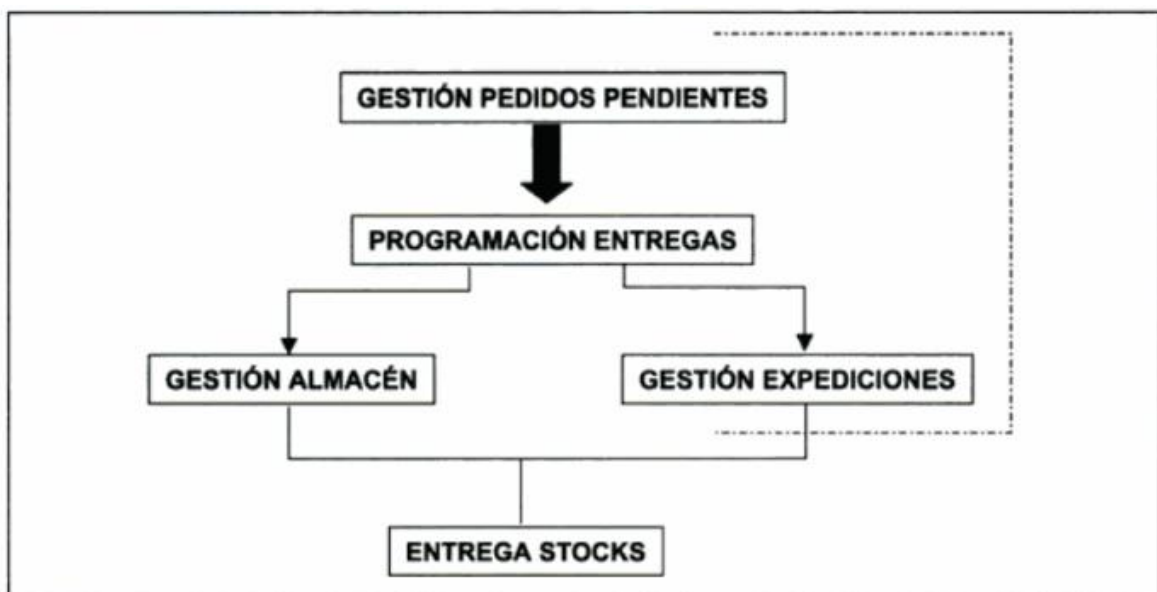 GESTIÓN PEDIDOS PENDIENTES
PROGRAMACIÓN ENTREGAS
GESTIÓN ALMACÉN
GESTIÓN EXPEDICIONES
ENTREGA STOCKS